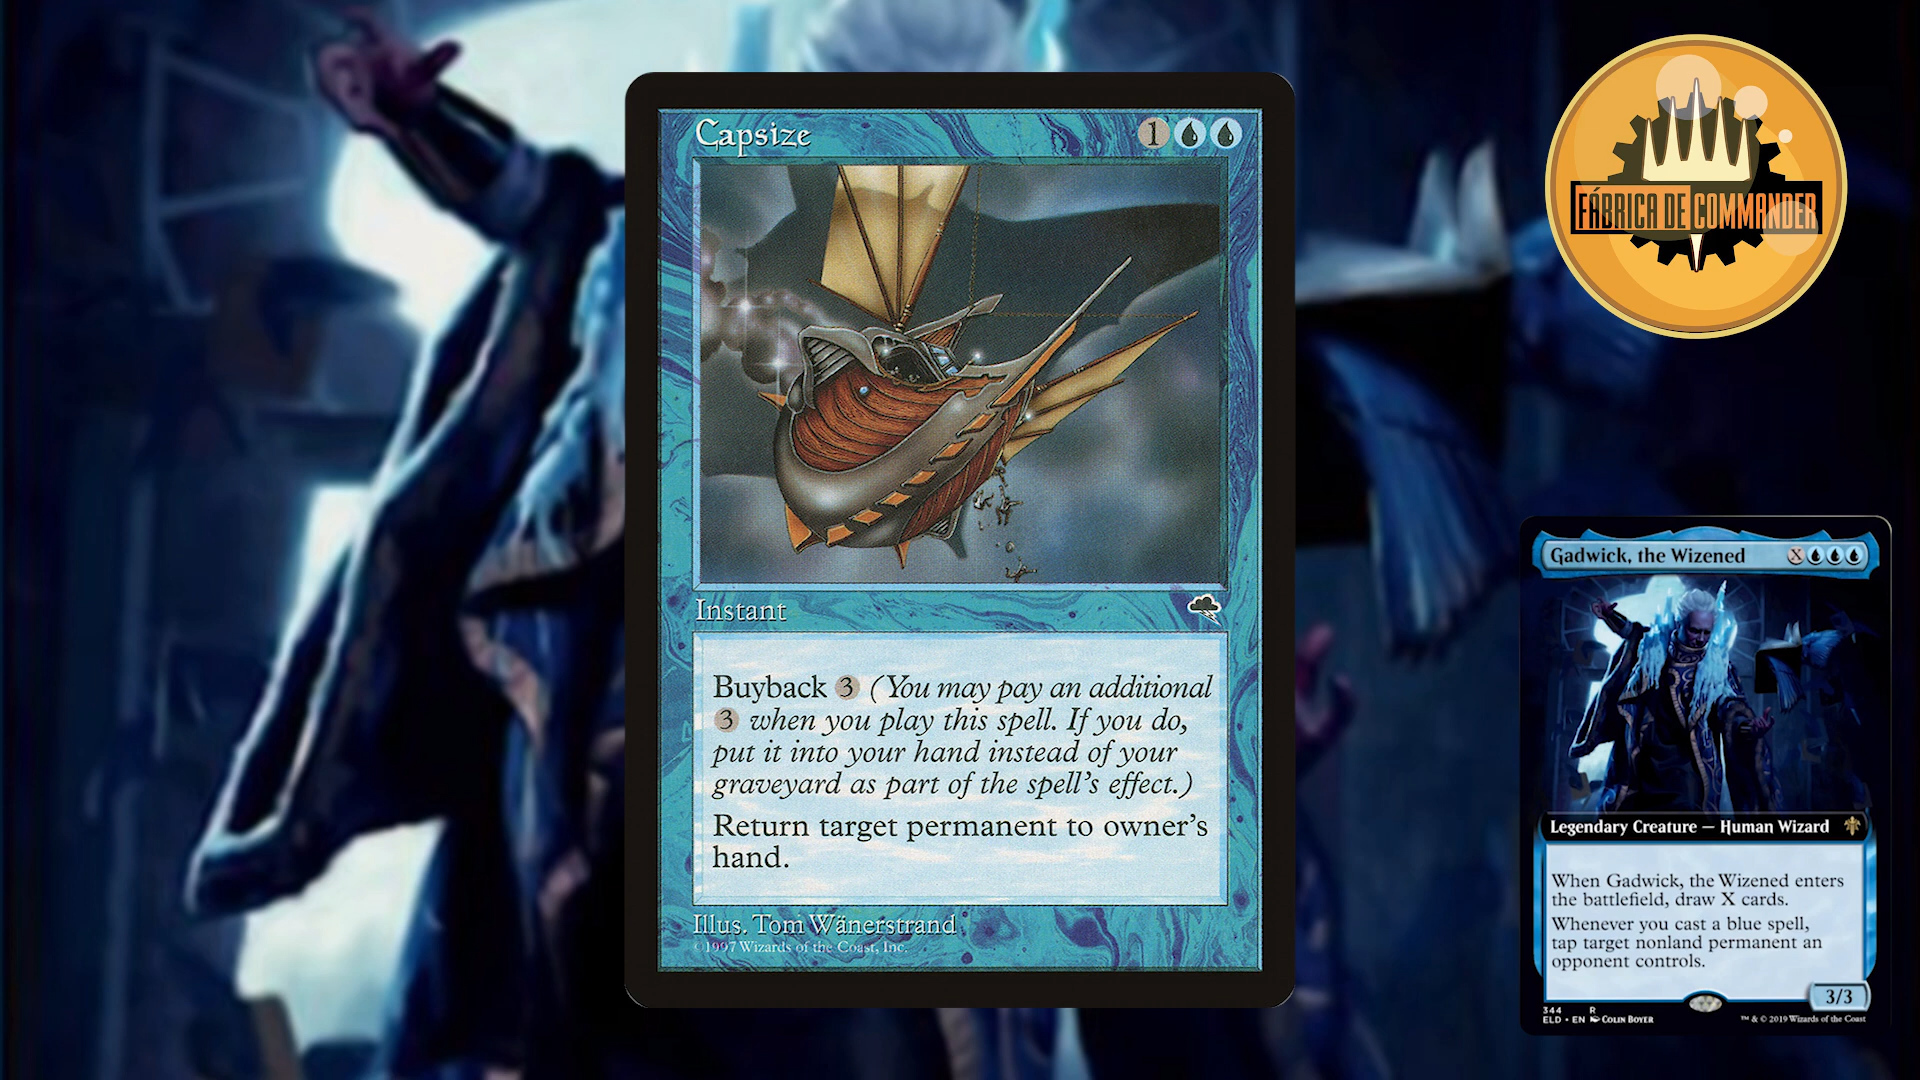 Capsize
1
Instant
Buyback 3 (You may pay an additional
3 when you play this spell. If you do,
put it into your hand instead of your
graveyard as part of the spell's effect.)
Return target permanent to owner's
hand.
Illus. Tom Wänerstrand
©1997 Wizards of the Coast, Inc.
FÁBRICA DE COMMANDER
Gadwick, the Wizened X
Legendary Creature — Human Wizard
When Gadwick, the Wizened enters
the battlefield, draw X cards.
Whenever you cast a blue spell,
tap target nonland permanent an
opponent controls.
3/3
344 R
ELD • EN COLIN BOYER
™ & © 2019 Wizards of the Coast